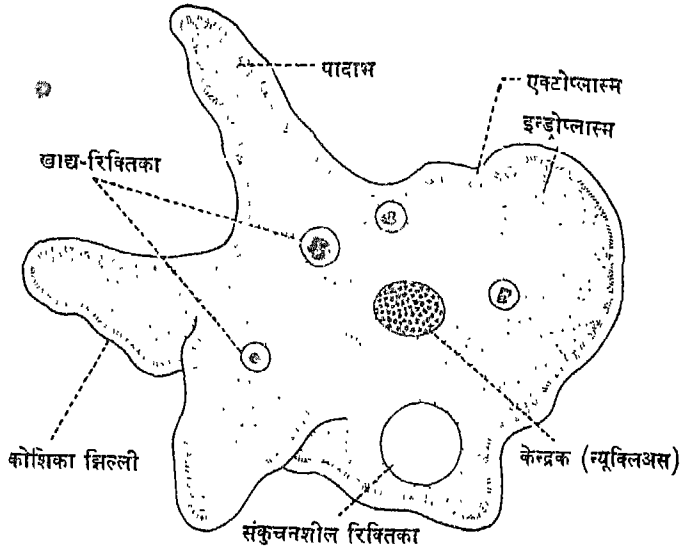 पादाभ
एक्टोप्लास्म
इन्ड्रोप्लास्म
खाद्य-रिक्तिका
कोशिका झिल्ली
केन्द्रक (न्यूक्लिअस)
संकुचनशील रिक्तिका